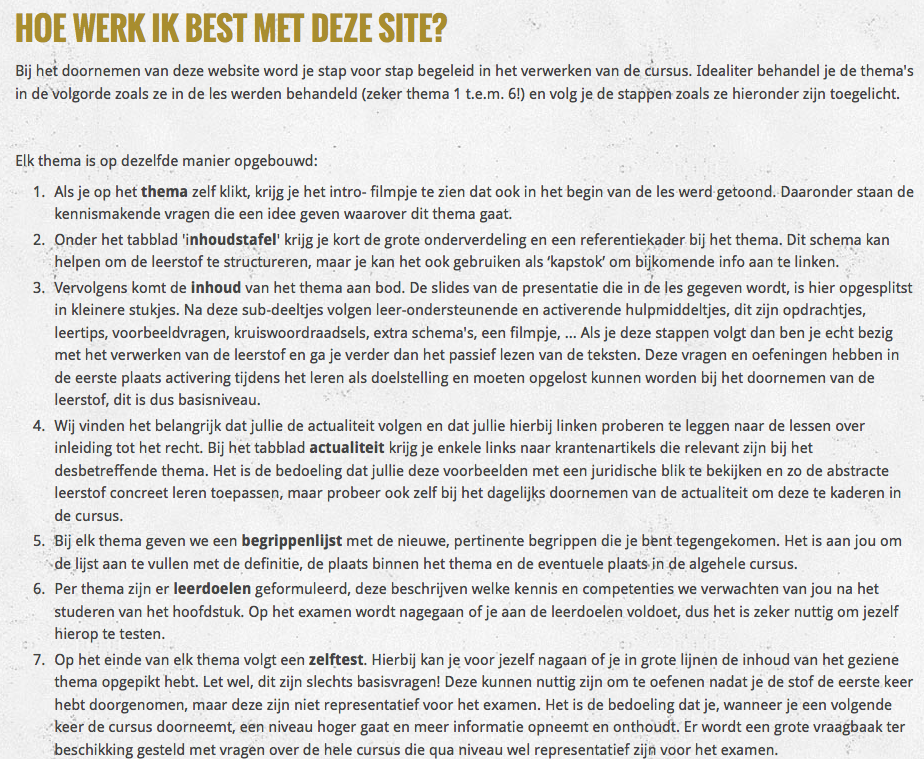 HOE WERK IK BEST MET DEZE SITE?
Bij het doornemen van deze website word je stap voor stap begeleid in het verwerken van de cursus. Idealiter behandel je de thema's
in de volgorde zoals ze in de les werden behandeld (zeker thema 1 t.e.m. 6!) en volg je de stappen zoals ze hieronder zijn toegelicht.
Elk thema is op dezelfde manier opgebouwd:
1. Als je op het thema zelf klikt, krijg je het intro- filmpje te zien dat ook in het begin van de les werd getoond. Daaronder staan de
kennismakende vragen die een idee geven waarover dit thema gaat.
2. Onder het tabblad 'inhoudstafel' krijg je kort de grote onderverdeling en een referentiekader bij het thema. Dit schema kan
helpen om de leerstof te structureren, maar je kan het ook gebruiken als ‘kapstok’ om bijkomende info aan te linken.
3. Vervolgens komt de inhoud van het thema aan bod. De slides van de presentatie die in de les gegeven wordt, is hier opgesplitst
in kleinere stukjes. Na deze sub-deeltjes volgen leer-ondersteunende en activerende hulpmiddeltjes, dit zijn opdrachtjes,
leertips, voorbeeldvragen, kruiswoordraadsels, extra schema's, een filmpje, ... Als je deze stappen volgt dan ben je echt bezig
met het verwerken van de leerstof en ga je verder dan het passief lezen van de teksten. Deze vragen en oefeningen hebben in
de eerste plaats activering tijdens het leren als doelstelling en moeten opgelost kunnen worden bij het doornemen van de
leerstof, dit is dus basisniveau.
4. Wij vinden het belangrijk dat jullie de actualiteit volgen en dat jullie hierbij linken proberen te leggen naar de lessen over
inleiding tot het recht. Bij het tabblad actualiteit krijg je enkele links naar krantenartikels die relevant zijn bij het
desbetreffende thema. Het is de bedoeling dat jullie deze voorbeelden met een juridische blik te bekijken en zo de abstracte
leerstof concreet leren toepassen, maar probeer ook zelf bij het dagelijks doornemen van de actualiteit om deze te kaderen in
de cursus.
5. Bij elk thema geven we een begrippenlijst met de nieuwe, pertinente begrippen die je bent tegengekomen. Het is aan jou om
de lijst aan te vullen met de definitie, de plaats binnen het thema en de eventuele plaats in de algehele cursus.
6. Per thema zijn er leerdoelen geformuleerd, deze beschrijven welke kennis en competenties we verwachten van jou na het
studeren van het hoofdstuk. Op het examen wordt nagegaan of je aan de leerdoelen voldoet, dus het is zeker nuttig om jezelf
hierop te testen.
7. Op het einde van elk thema volgt een zelftest. Hierbij kan je voor jezelf nagaan of je in grote lijnen de inhoud van het geziene
thema opgepikt hebt. Let wel, dit zijn slechts basisvragen! Deze kunnen nuttig zijn om te oefenen nadat je de stof de eerste keer
hebt doorgenomen, maar deze zijn niet representatief voor het examen. Het is de bedoeling dat je, wanneer je een volgende
keer de cursus doorneemt, een niveau hoger gaat en meer informatie opneemt en onthoudt. Er wordt een grote vraagbaak ter
beschikking gesteld met vragen over de hele cursus die qua niveau wel representatief zijn voor het examen.